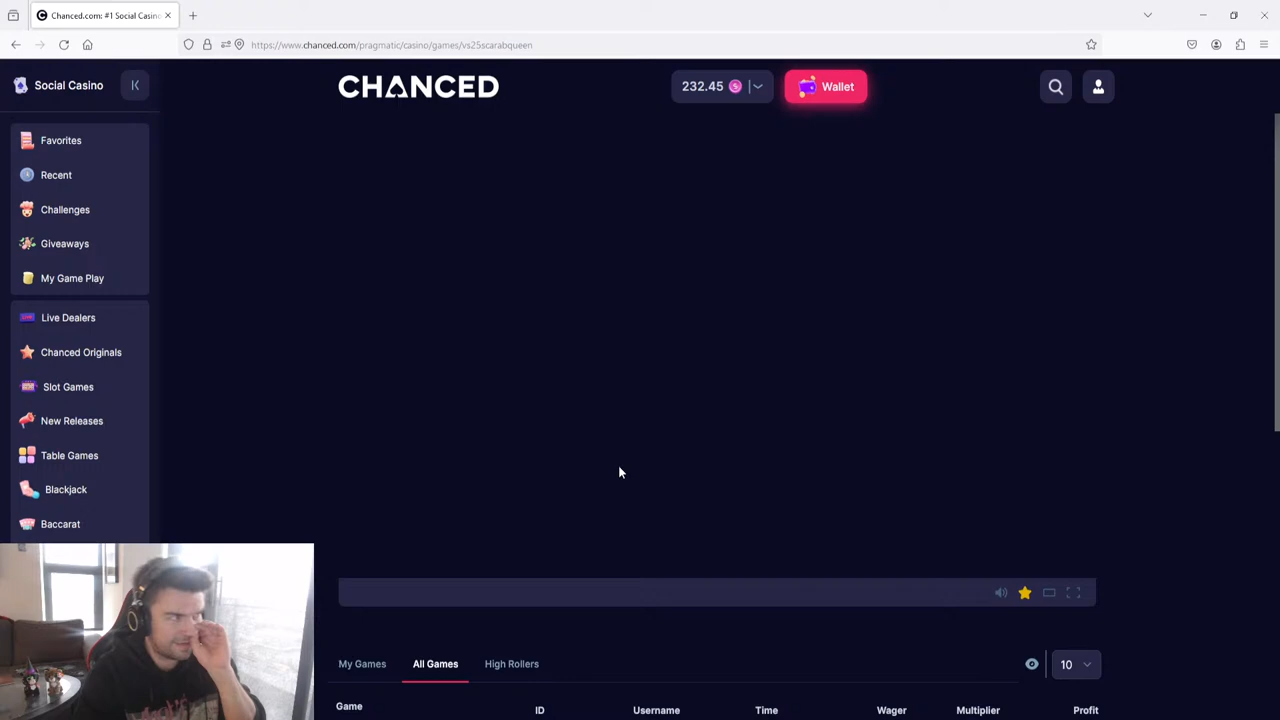 Chanced.com: #1 Social Casin
https://www.chanced.com/pragmatic/casino/games/vs25scarabqueen
Social Casino
CHANCED
232.45
Wallet
Favorites
Recent
Challenges
Giveaways
My Game Play
Live Dealers
Chanced Originals
Slot Games
New Releases
Table Games
Blackjack
Baccarat
My Games
All Games
High Rollers
10
Game
ID
Username
Time
Wager
Multiplier
Profit